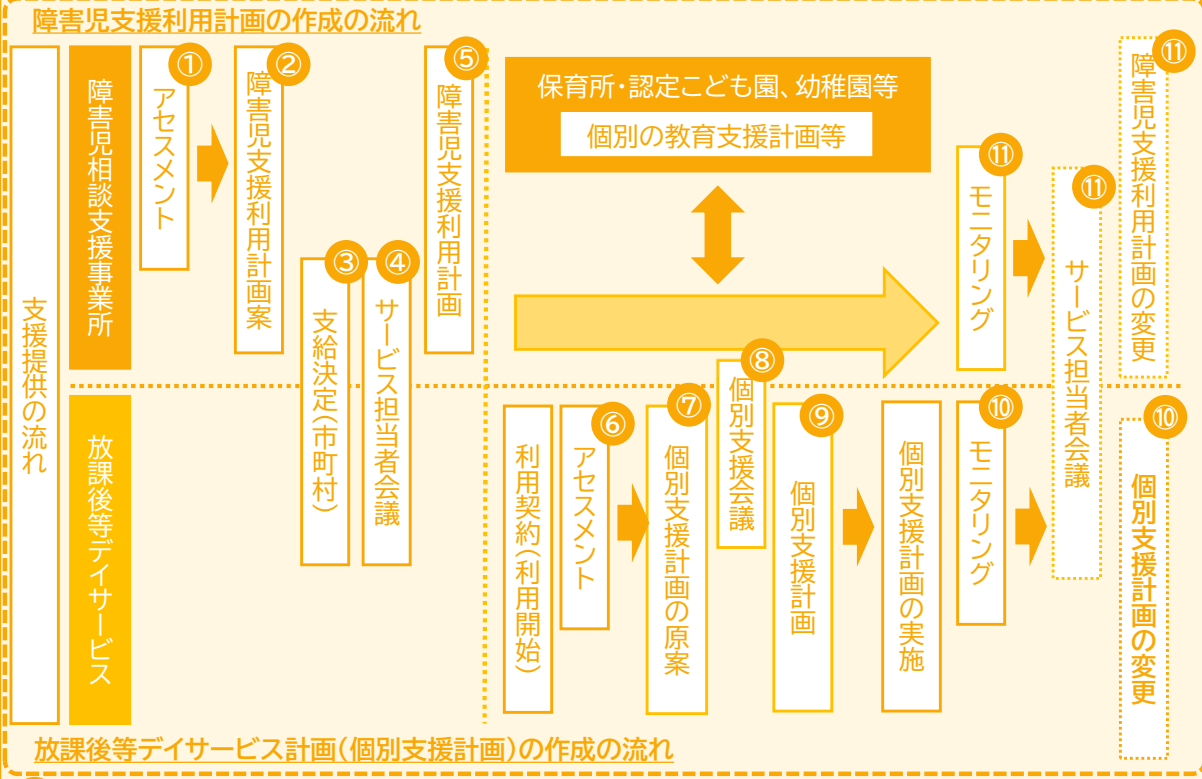 障害児支援利用計画の作成の流れ
支援提供の流れ
障害児相談支援事業所
①
アセスメント
②
障害児支援利用計画案
③
支給決定(市町村)
④
サービス担当者会議
⑤
障害児支援利用計画
保育所・認定こども園、幼稚園等
個別の教育支援計画等
⑪
モニタリング
⑪
サービス担当者会議
⑪
障害児支援利用計画の変更
放課後等デイサービス
利用契約(利用開始)
⑥
アセスメント
⑦
個別支援計画の原案
⑧
個別支援会議
⑨
個別支援計画
個別支援計画の実施
⑩
モニタリング
⑩
個別支援計画の変更
放課後等デイサービス計画(個別支援計画)の作成の流れ